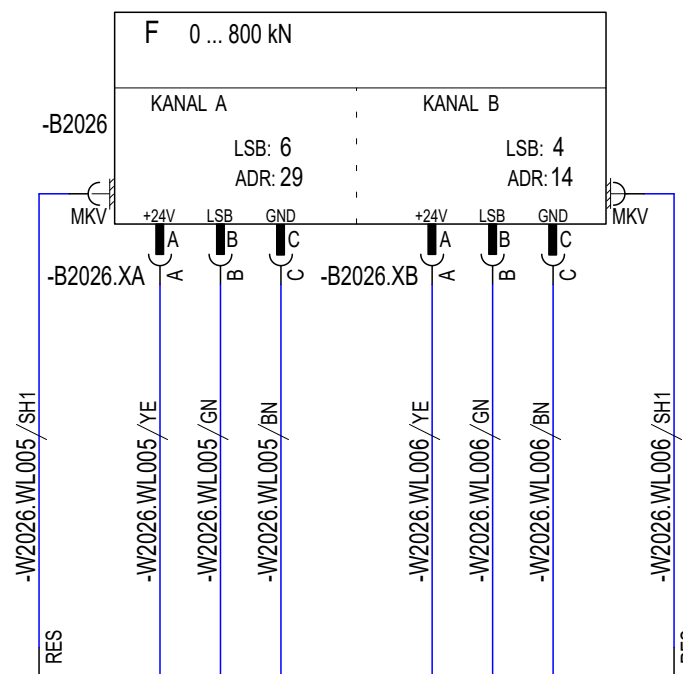 F 0 ... 800 kN
KANAL A KANAL B
-B2026
LSB: 6 LSB: 4
ADR: 29 ADR: 14
MKV +24V LSB GND +24V LSB GND MKV
A B C A B C
-B2026.XA A B C -B2026.XB A B C
-W2026.WL005 /SH1
-W2026.WL005 /YE
-W2026.WL005 /GN
-W2026.WL005 /BN
-W2026.WL006 /YE
-W2026.WL006 /GN
-W2026.WL006 /BN
-W2026.WL006 /SH1
RES RES